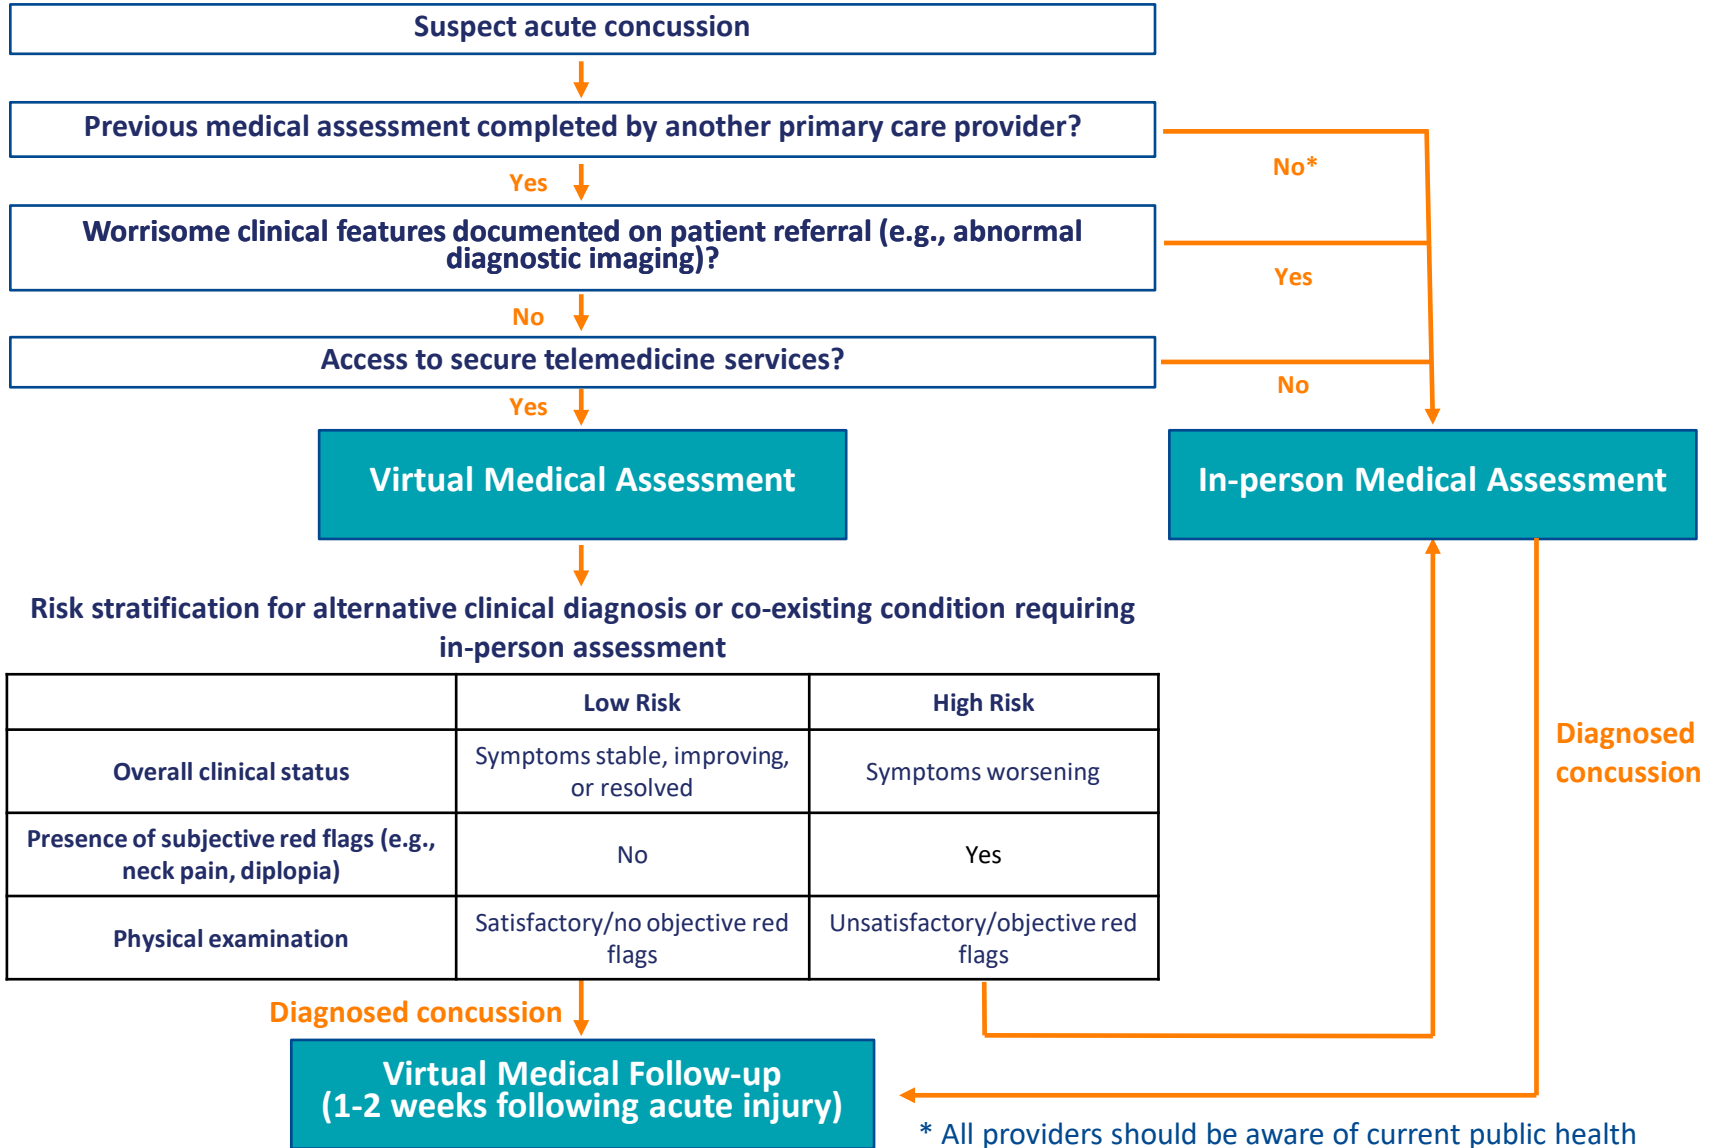 Suspect acute concussion
Previous medical assessment completed by another primary care provider?
No*
Yes
Worrisome clinical features documented on patient referral (e.g., abnormal
diagnostic imaging)?
Yes
No
Access to secure telemedicine services?
No
Yes
Virtual Medical Assessment
In-person Medical Assessment
Risk stratification for alternative clinical diagnosis or co-existing condition requiring
in-person assessment
Low Risk
High Risk
Overall clinical status
Symptoms stable, improving,
or resolved
Symptoms worsening
Presence of subjective red flags (e.g.,
neck pain, diplopia)
No
Yes
Physical examination
Satisfactory/no objective red
flags
Unsatisfactory/objective red
flags
Diagnosed
concussion
Diagnosed concussion
Virtual Medical Follow-up
(1-2 weeks following acute injury)
* All providers should be aware of current public health